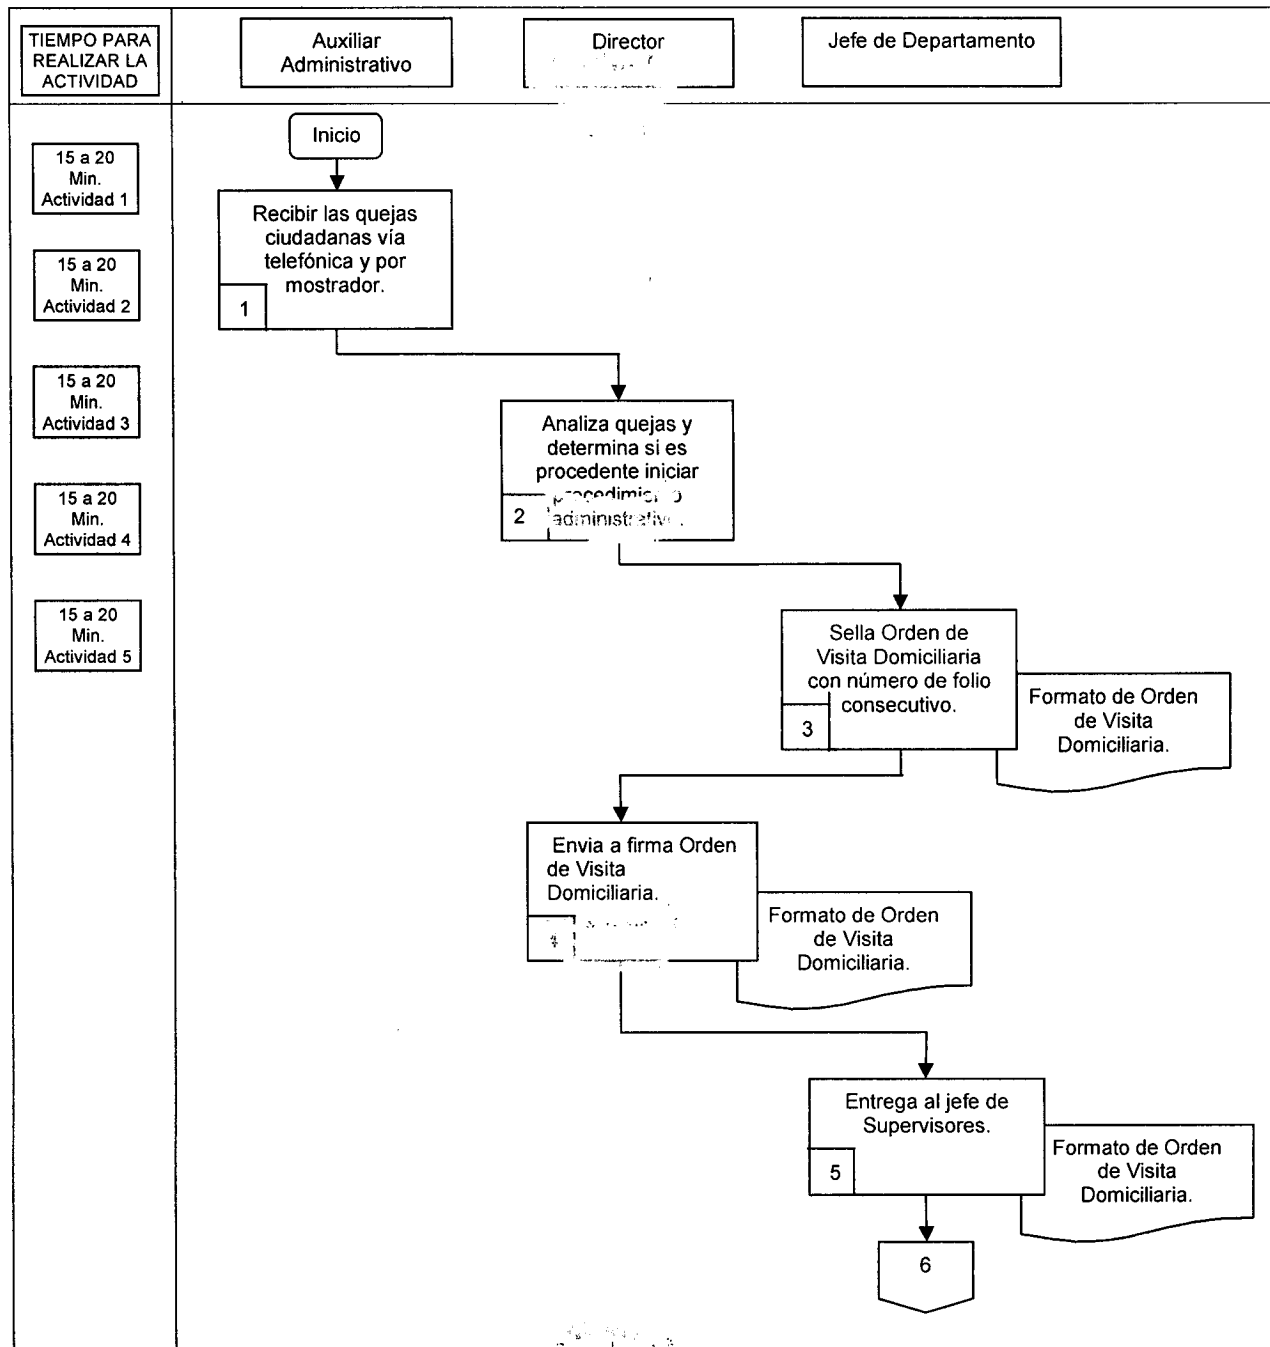 TIEMPO PARA
REALIZAR LA
ACTIVIDAD
Auxiliar
Administrativo
Director
Jefe de Departamento
Inicio
15 a 20
Min.
Actividad 1
Recibir las quejas
ciudadanas vía
telefónica y por
mostrador.
1
15 a 20
Min.
Actividad 2
15 a 20
Min.
Actividad 3
Analiza quejas y
determina si es
procedente iniciar
procedimiento
administrativo.
2
15 a 20
Min.
Actividad 4
15 a 20
Min.
Actividad 5
Sella Orden de
Visita Domiciliaria
con número de folio
consecutivo.
3
Formato de Orden
de Visita
Domiciliaria.
Envia a firma Orden
de Visita
Domiciliaria.
4
Formato de Orden
de Visita
Domiciliaria.
Entrega al jefe de
Supervisores.
5
Formato de Orden
de Visita
Domiciliaria.
6